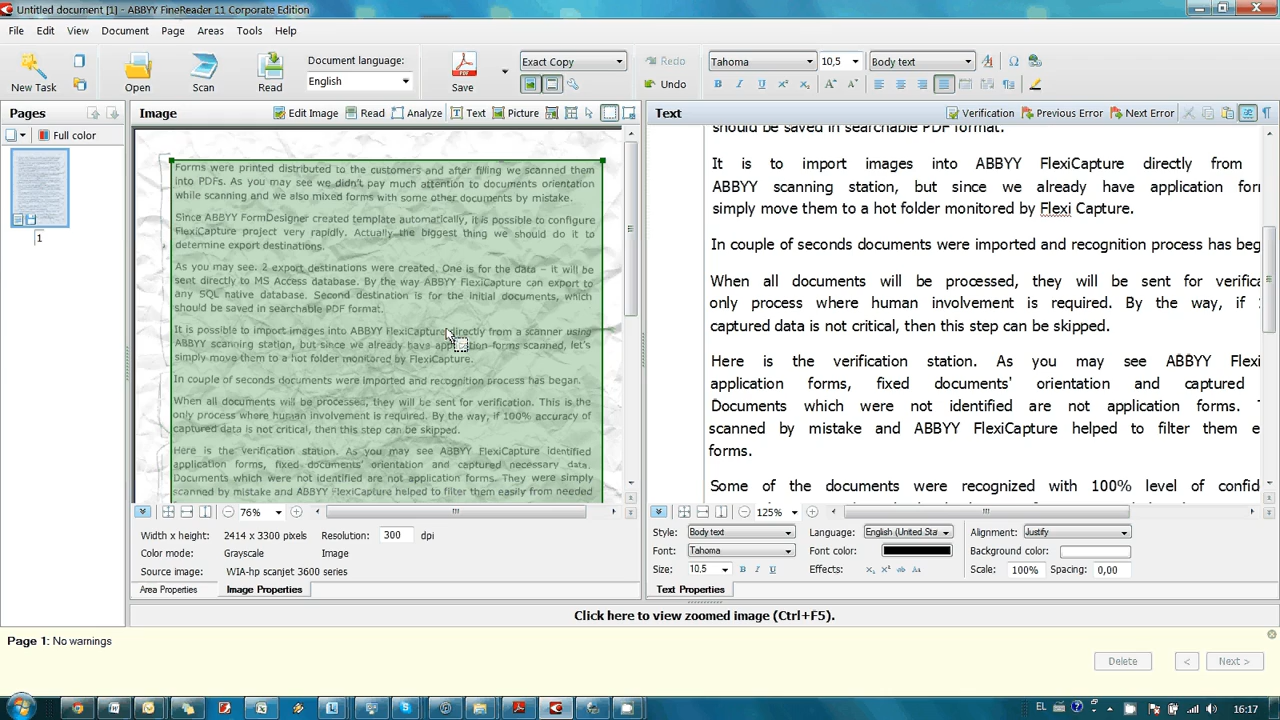 Untitled document [1] - ABBYY FineReader 11 Corporate Edition
File Edit View Document Page Areas Tools Help
New Task
Open
Scan
Read
Document language:
English
Save
Exact Copy
Redo
Undo
Tahoma
10,5
Body text
B I U
Pages
Full color
1
Image
Edit Image
Read
Analyze
Text
Picture
Forms were printed distributed to the customers and after filling we scanned them
into PDFs. As you may see we didn't pay much attention to documents orientation
while scanning and we also mixed forms with some other documents by mistake.
Since ABBYY FormDesigner created template automatically, it is possible to configure
FlexiCapture project very rapidly. Actually the biggest thing we should do it to
determine export destinations.
As you may see. 2 export destinations were created. One is for the data – it will be
sent directly to MS Access database. By the way ABBYY FlexiCapture can export to
any SQL native database. Second destination is for the initial documents, which
should be saved in searchable PDF format.
It is possible to import images into ABBYY FlexiCapture directly from a scanner using
ABBYY scanning station, but since we already have application forms scanned, let's
simply move them to a hot folder monitored by FlexiCapture.
In couple of seconds documents were imported and recognition process has began.
When all documents will be processed, they will be sent for verification. This is the
only process where human involvement is required. By the way, if 100% accuracy of
captured data is not critical, then this step can be skipped.
Here is the verification station. As you may see ABBYY FlexiCapture identified
application forms, fixed documents' orientation and captured necessary data.
Documents which were not identified are not application forms. They were simply
scanned by mistake and ABBYY FlexiCapture helped to filter them easily from needed
76%
Width x height: 2414 x 3300 pixels Resolution: 300 dpi
Color mode: Grayscale Image
Source image: WIA-hp scanjet 3600 series
Area Properties
Image Properties
Text
Verification
Previous Error
Next Error
should be saved in searchable PDF format.
It is to import images into ABBYY FlexiCapture directly from
ABBYY scanning station, but since we already have application for
simply move them to a hot folder monitored by Flexi Capture.
In couple of seconds documents were imported and recognition process has beg
When all documents will be processed, they will be sent for verifica
only process where human involvement is required. By the way, if
captured data is not critical, then this step can be skipped.
Here is the verification station. As you may see ABBYY Flexi
application forms, fixed documents' orientation and captured
Documents which were not identified are not application forms. T
scanned by mistake and ABBYY FlexiCapture helped to filter them e
forms.
Some of the documents were recognized with 100% level of confid
125%
Style: Body text Language: English (United Sta Alignment: Justify
Font: Tahoma Font color: Background color:
Size: 10,5 B I U Effects: Scale: 100% Spacing: 0,00
Text Properties
Click here to view zoomed image (Ctrl+F5).
Page 1: No warnings
Delete
<
Next >
EL
16:17